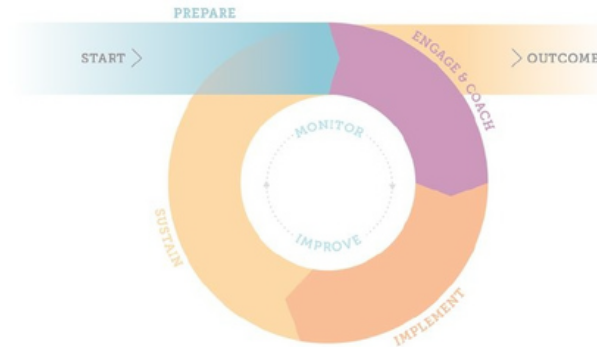 PREPARE
START
ENGAGE & COACH
OUTCOME
MONITOR
IMPROVE
SUSTAIN
IMPLEMENT